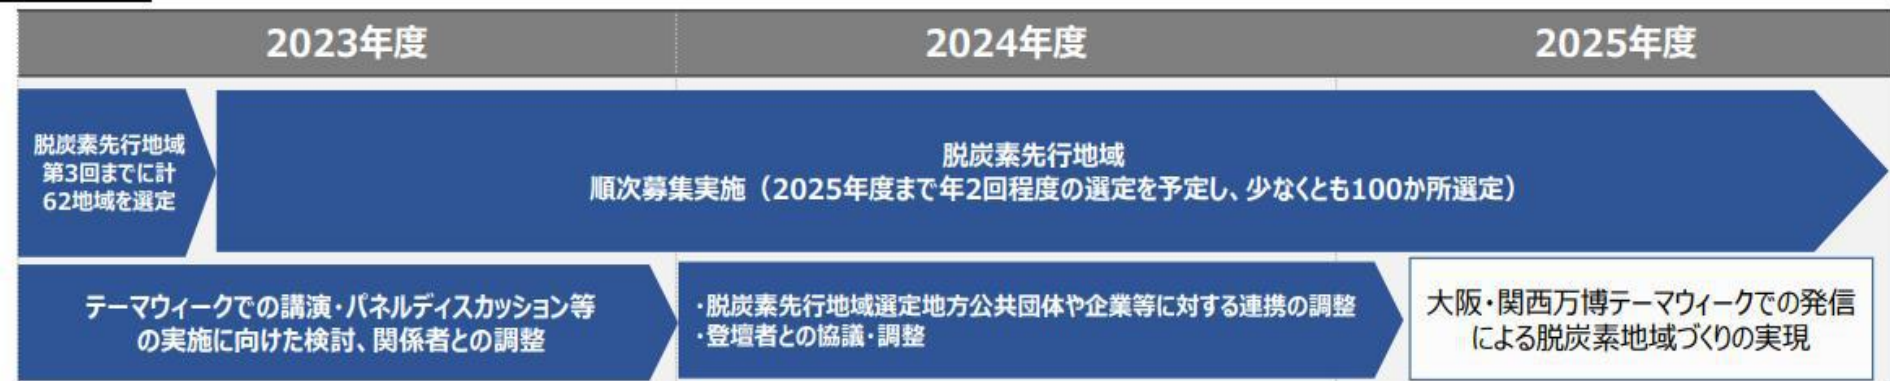 2023年度
2024年度
2025年度
脱炭素先行地域
第3回までに計
62地域を選定
脱炭素先行地域
順次募集実施（2025年度まで年2回程度の選定を予定し、少なくとも100か所選定）
テーマウィークでの講演・パネルディスカッション等
の実施に向けた検討、関係者との調整
・脱炭素先行地域選定地方公共団体や企業等に対する連携の調整
・登壇者との協議・調整
大阪・関西万博テーマウィークでの発信
による脱炭素地域づくりの実現